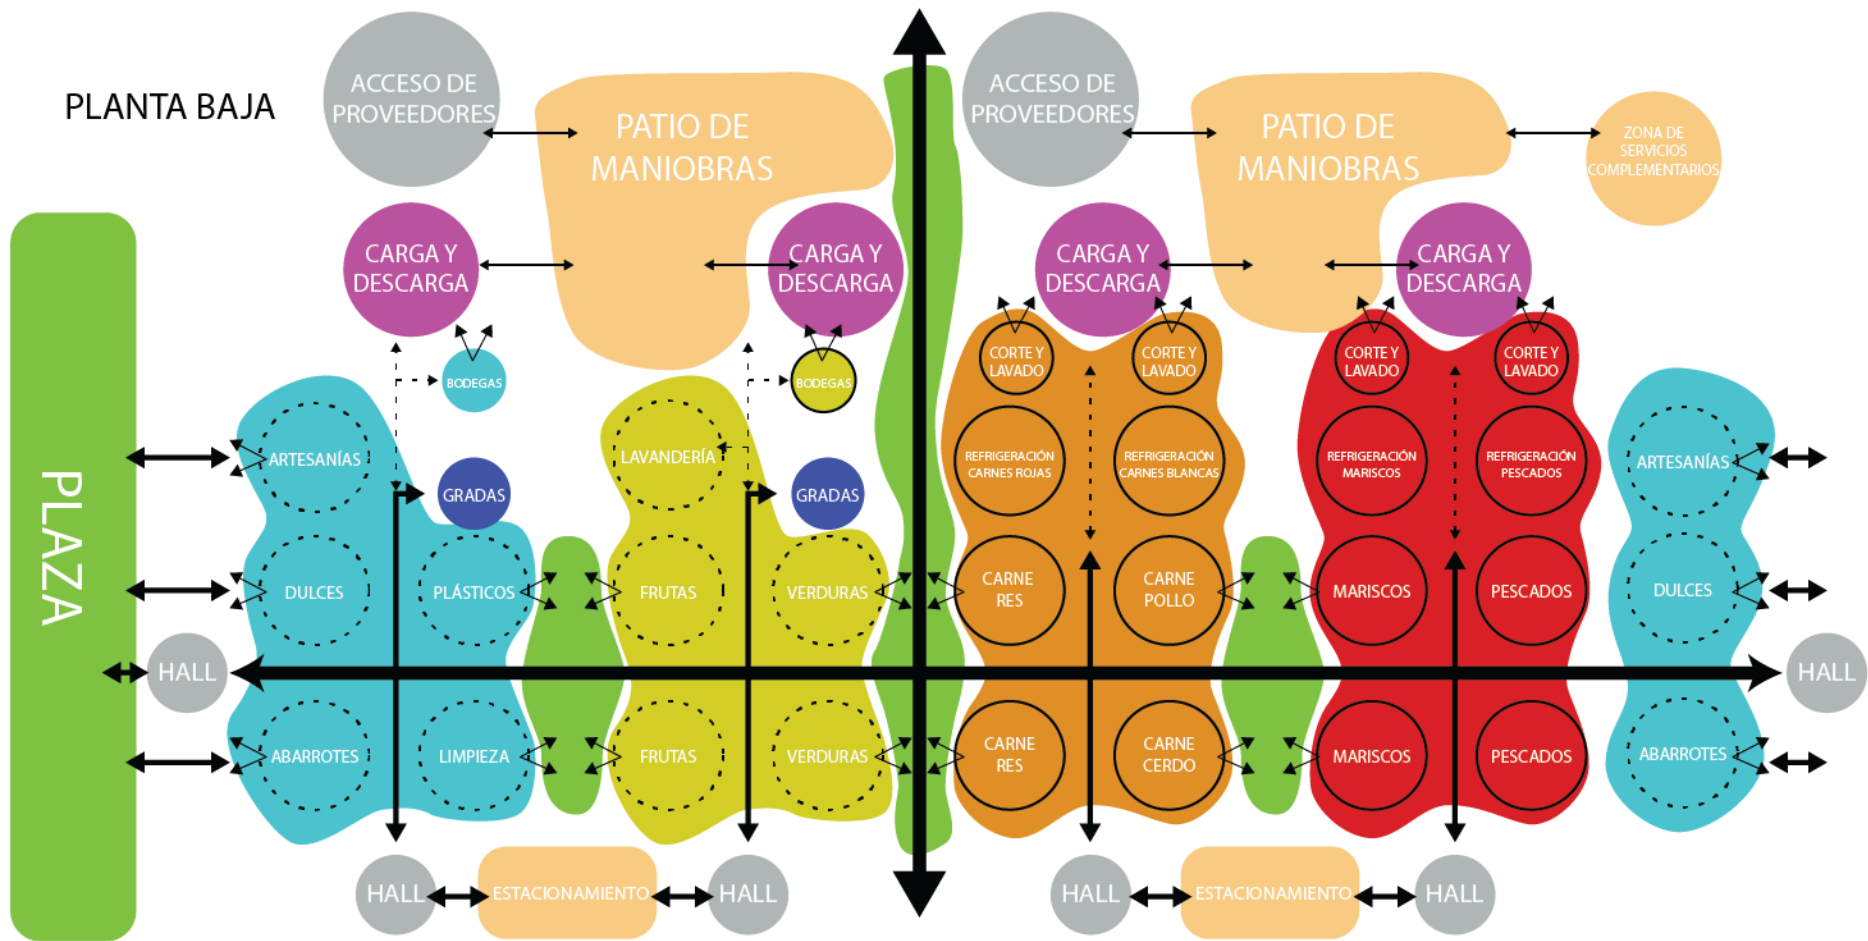 PLANTA BAJA
ACCESO DE
PROVEEDORES
PATIO DE
MANIOBRAS
ACCESO DE
PROVEEDORES
PATIO DE
MANIOBRAS
ZONA DE
SERVICIOS
COMPLEMENTARIOS
CARGA Y
DESCARGA
CARGA Y
DESCARGA
CARGA Y
DESCARGA
CARGA Y
DESCARGA
BODEGAS
BODEGAS
CORTE Y
LAVADO
CORTE Y
LAVADO
CORTE Y
LAVADO
CORTE Y
LAVADO
PLAZA
ARTESANÍAS
GRADAS
LAVANDERÍA
GRADAS
REFRIGERACIÓN
CARNES ROJAS
REFRIGERACIÓN
CARNES BLANCAS
REFRIGERACIÓN
MARISCOS
REFRIGERACIÓN
PESCADOS
ARTESANÍAS
DULCES
PLÁSTICOS
FRUTAS
VERDURAS
CARNE
RES
CARNE
POLLO
MARISCOS
PESCADOS
DULCES
HALL
HALL
ABARROTES
LIMPIEZA
FRUTAS
VERDURAS
CARNE
RES
CARNE
CERDO
MARISCOS
PESCADOS
ABARROTES
HALL
ESTACIONAMIENTO
HALL
HALL
ESTACIONAMIENTO
HALL